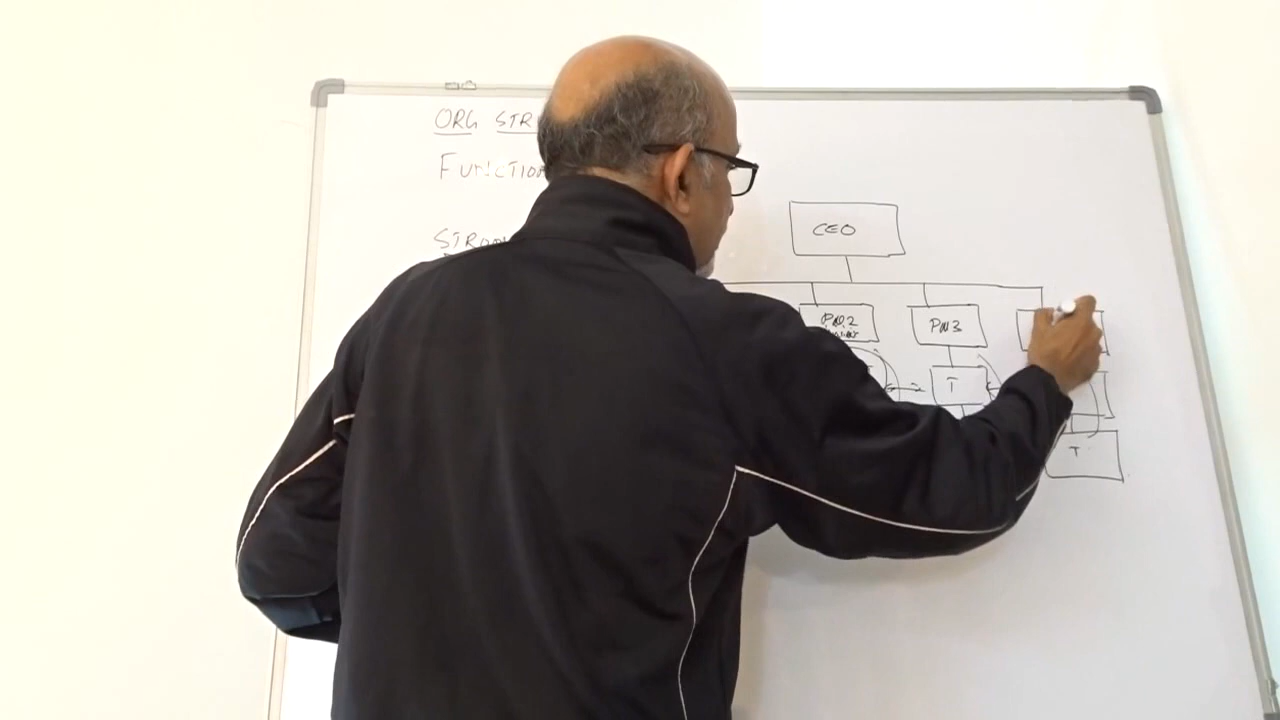 ORG STR
FUNCTION
STRON
CEO
PM2
PM3
T
T